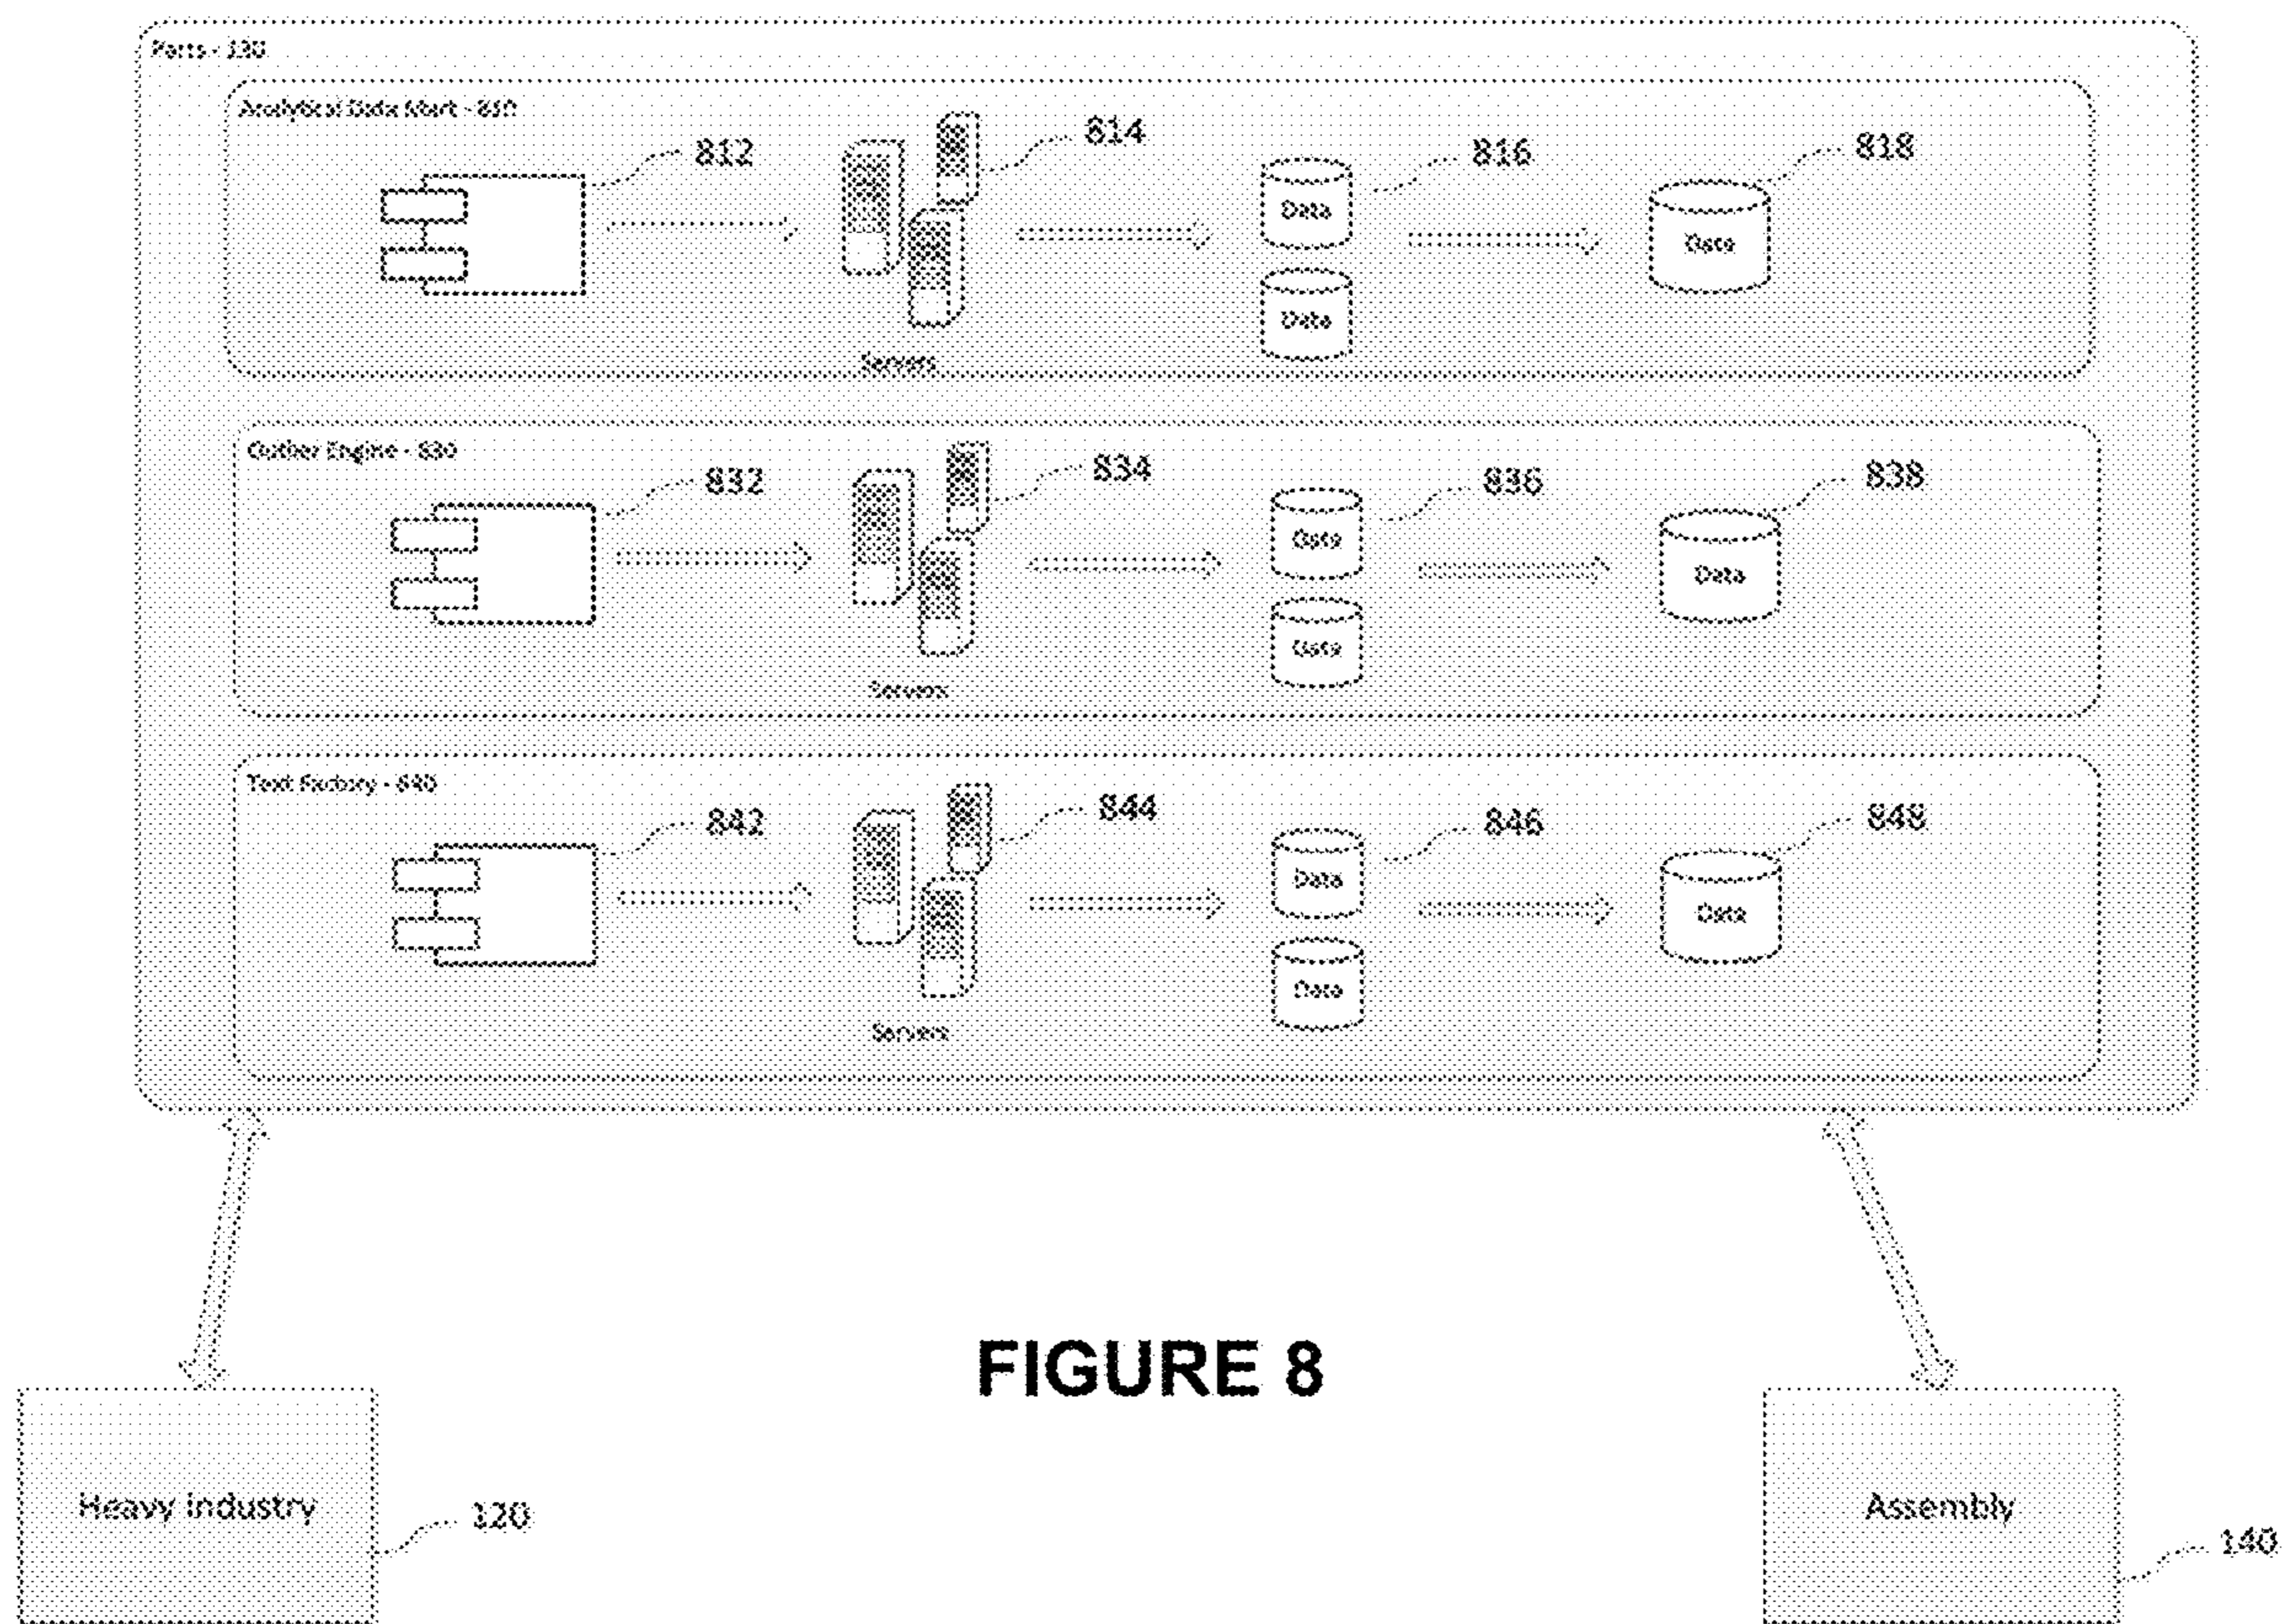 Parts - 130
Analytical Data Mart - 810
812
814
816
818
Data
Data
Data
Servers
Outlier Engine - 830
832
834
836
838
Data
Data
Data
Servers
Text Factory - 840
842
844
846
848
Data
Data
Data
Servers
FIGURE 8
Heavy Industry
120
Assembly
140